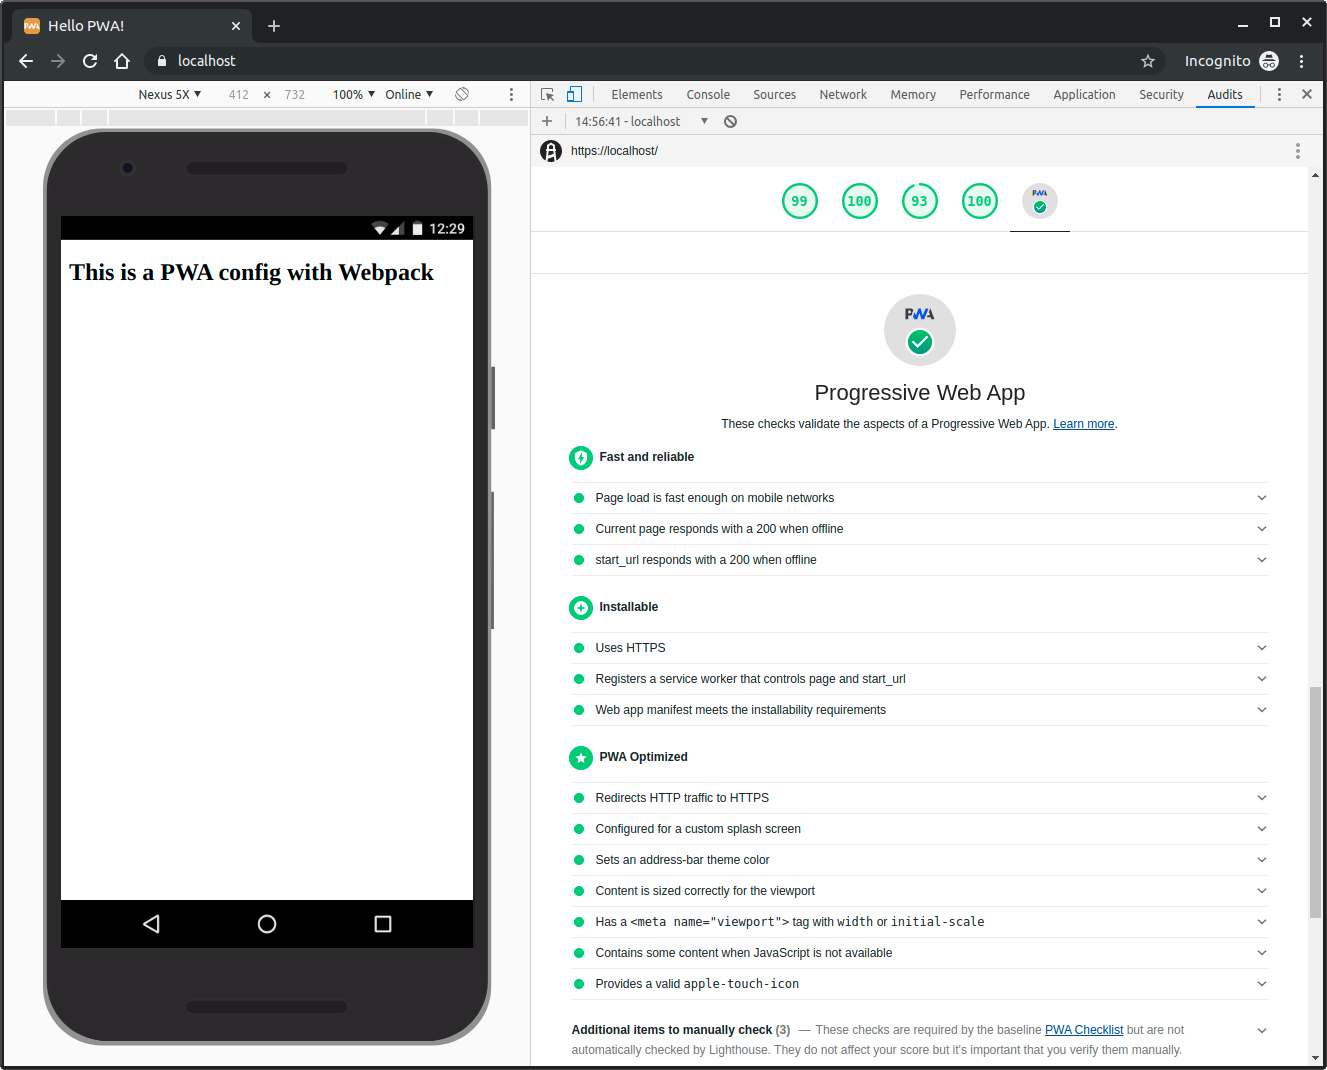 PWA Hello PWA!
localhost
Incognito
Nexus 5X ▼ 412 × 732 100% ▼ Online ▼
Elements Console Sources Network Memory Performance Application Security Audits
14:56:41 - localhost
https://localhost/
99 100 93 100 PWA
12:29
This is a PWA config with Webpack
PWA
Progressive Web App
These checks validate the aspects of a Progressive Web App. Learn more.
Fast and reliable
Page load is fast enough on mobile networks
Current page responds with a 200 when offline
start_url responds with a 200 when offline
Installable
Uses HTTPS
Registers a service worker that controls page and start_url
Web app manifest meets the installability requirements
PWA Optimized
Redirects HTTP traffic to HTTPS
Configured for a custom splash screen
Sets an address-bar theme color
Content is sized correctly for the viewport
Has a <meta name="viewport"> tag with width or initial-scale
Contains some content when JavaScript is not available
Provides a valid apple-touch-icon
Additional items to manually check (3) — These checks are required by the baseline PWA Checklist but are not
automatically checked by Lighthouse. They do not affect your score but it's important that you verify them manually.